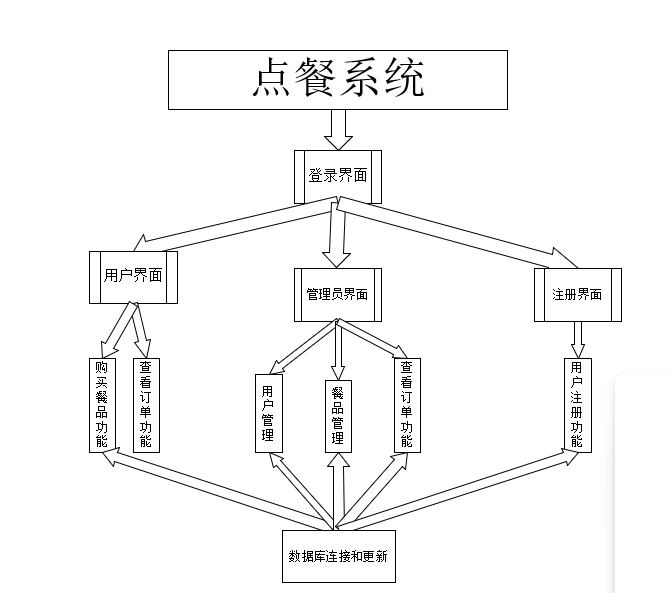 点餐系统
登录界面
用户界面
管理员界面
注册界面
购买餐品功能
查看订单功能
用户管理
餐品管理
查看订单功能
用户注册功能
数据库连接和更新